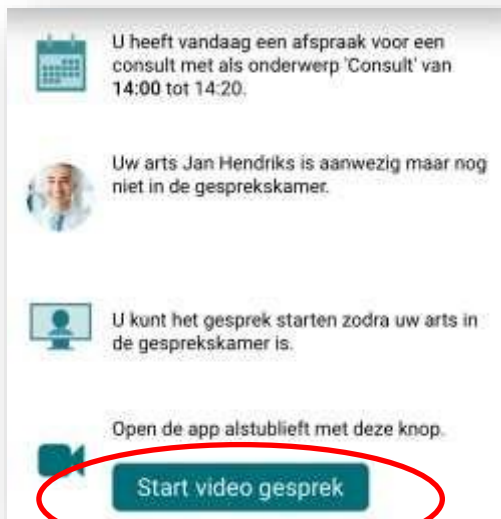 U heeft vandaag een afspraak voor een
consult met als onderwerp 'Consult' van
14:00 tot 14:20.
Uw arts Jan Hendriks is aanwezig maar nog
niet in de gesprekskamer.
U kunt het gesprek starten zodra uw arts in
de gesprekskamer is.
Open de app alstublieft met deze knop.
Start video gesprek